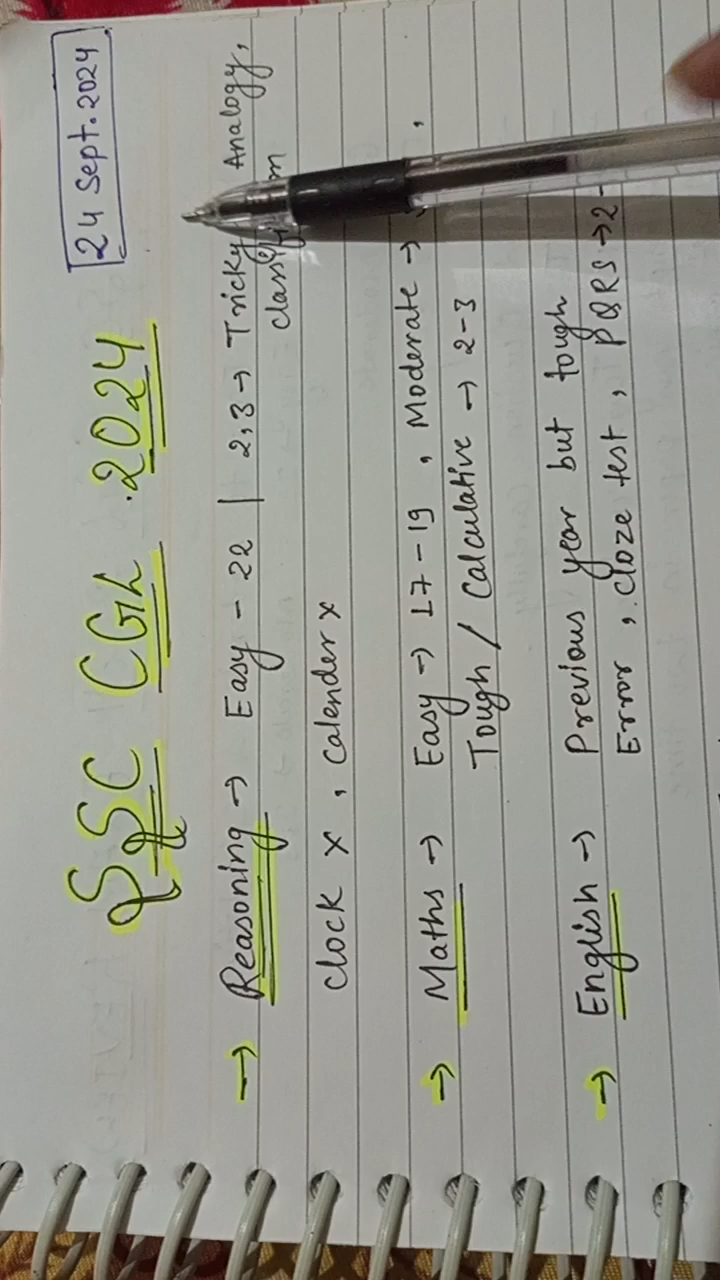 24 Sept. 2024
SSC CGL 2024
→ Reasoning → Easy - 22 | 2,3 → Tricky Analogy,
clock x, calender x
→ Maths → Easy → 17-19, Moderate →
Tough / Calculative → 2-3
→ English → Previous year but tough
Error, cloze test, PQRS → 2-